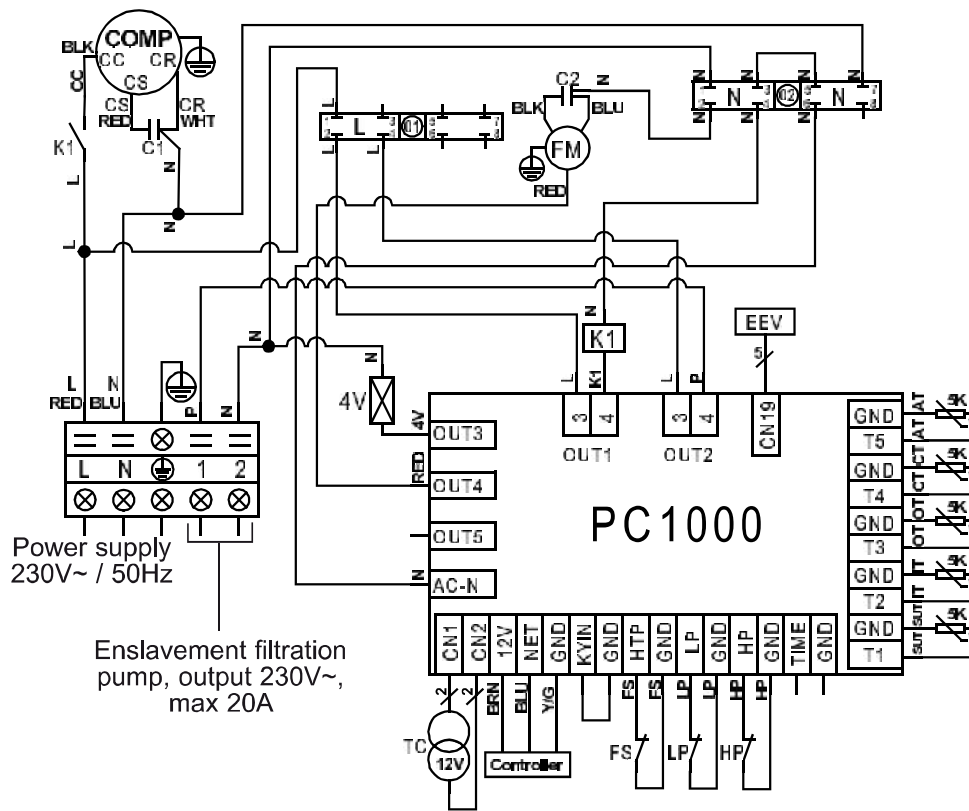 COMP
BLK
CC
CR
CS
CC
CS
RED
CR
WHT
K1
C1
N
L
N
L
L
L
01
L
L
C2
N
BLK
BLU
FM
RED
N
N
N
N
N
02
N
N
N
N
L
RED
N
BLU
P
N
N
N
4V
4V
RED
N
L
N
1
2
Power supply
230V~ / 50Hz
Enslavement filtration
pump, output 230V~,
max 20A
N
K1
L
K1
L
P
3
4
3
4
OUT1
OUT2
EEV
5
CN19
OUT3
OUT4
OUT5
AC-N
PC1000
GND
T5
GND
T4
GND
T3
GND
T2
GND
T1
AT
AT
CT
CT
OT
OT
IT
IT
SUT
SUT
5K
5K
5K
5K
5K
CN1
CN2
12V
NET
GND
KYIN
GND
HTP
GND
LP
GND
HP
GND
TIME
GND
2
2
BRN
BLU
Y/G
FS
FS
LP
LP
HP
HP
TC
12V
Controller
FS
LP
HP